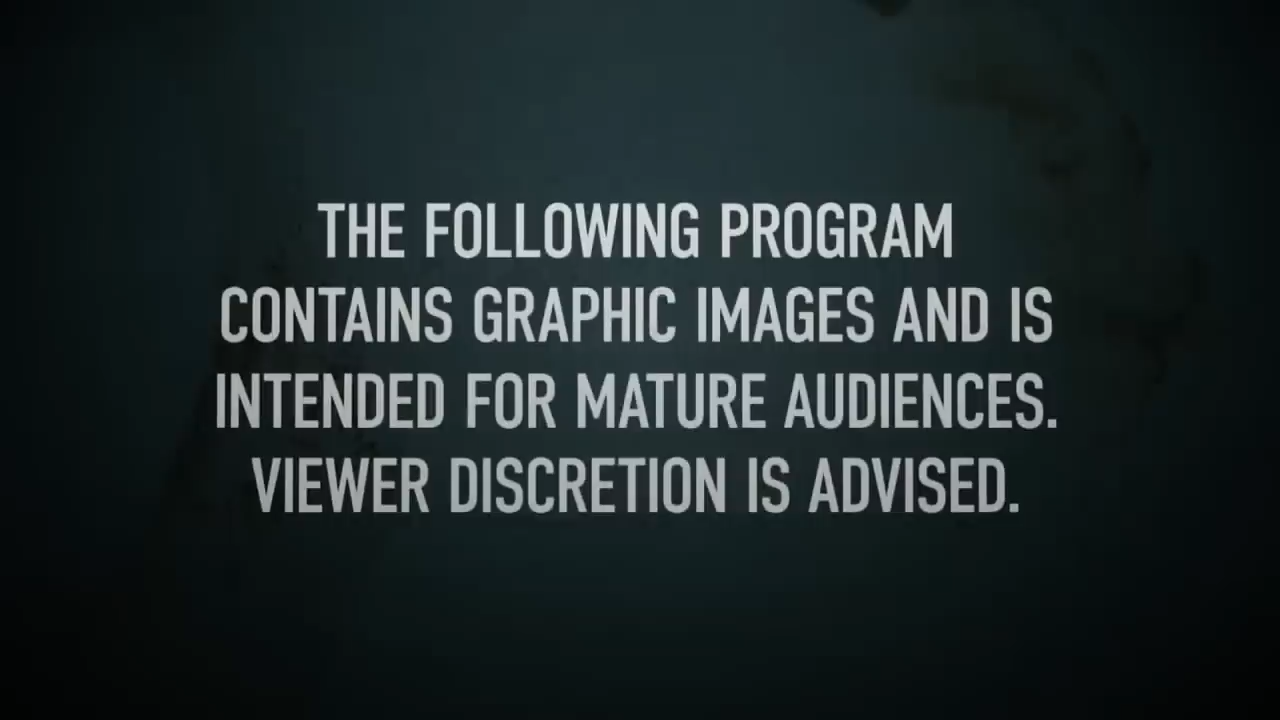 THE FOLLOWING PROGRAM
CONTAINS GRAPHIC IMAGES AND IS
INTENDED FOR MATURE AUDIENCES.
VIEWER DISCRETION IS ADVISED.